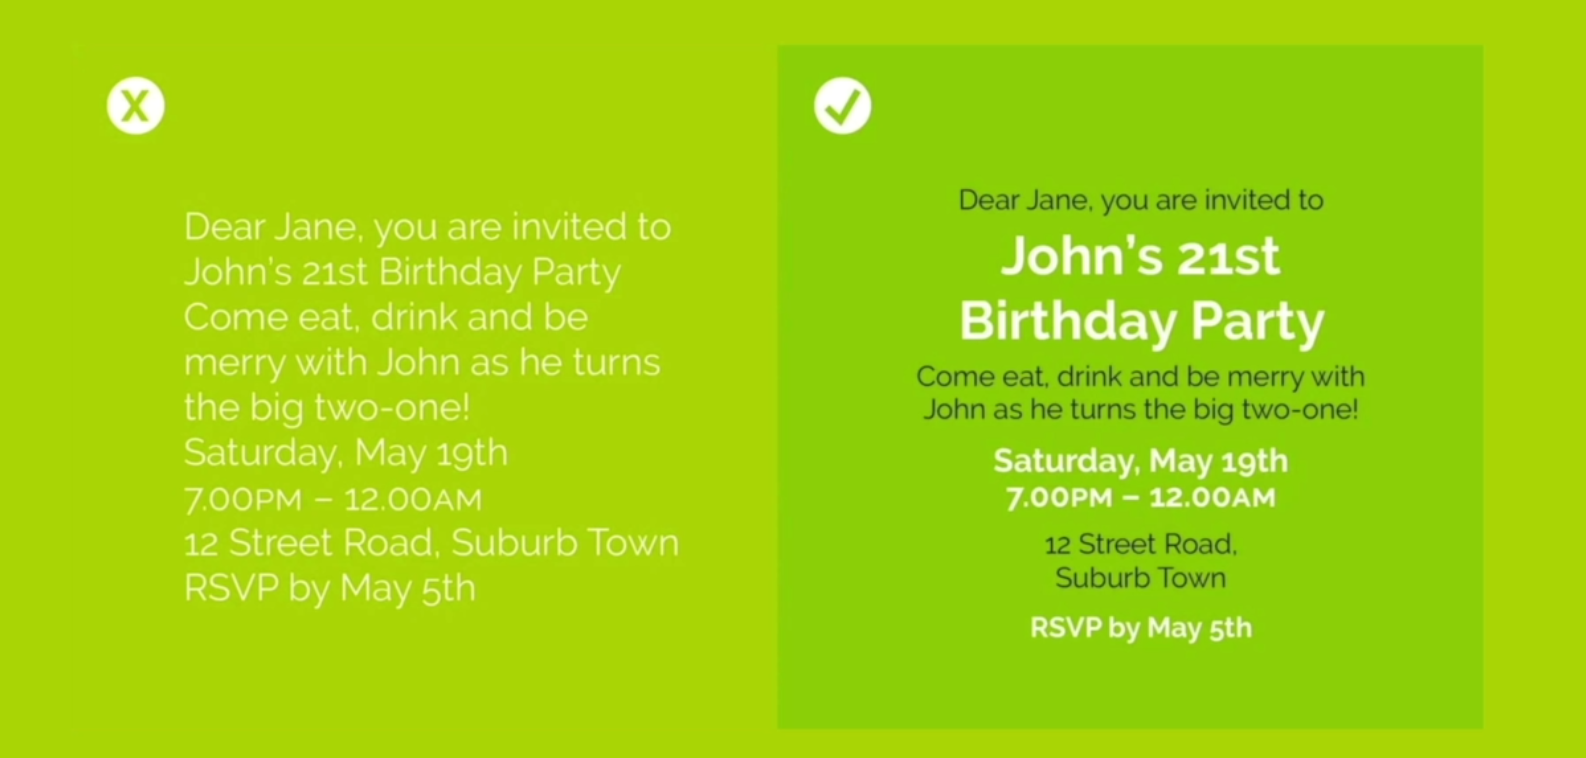 X
Dear Jane, you are invited to
John's 21st Birthday Party
Come eat, drink and be
merry with John as he turns
the big two-one!
Saturday, May 19th
7.00PM – 12.00AM
12 Street Road, Suburb Town
RSVP by May 5th
Dear Jane, you are invited to
John's 21st
Birthday Party
Come eat, drink and be merry with
John as he turns the big two-one!
Saturday, May 19th
7.00PM – 12.00AM
12 Street Road,
Suburb Town
RSVP by May 5th